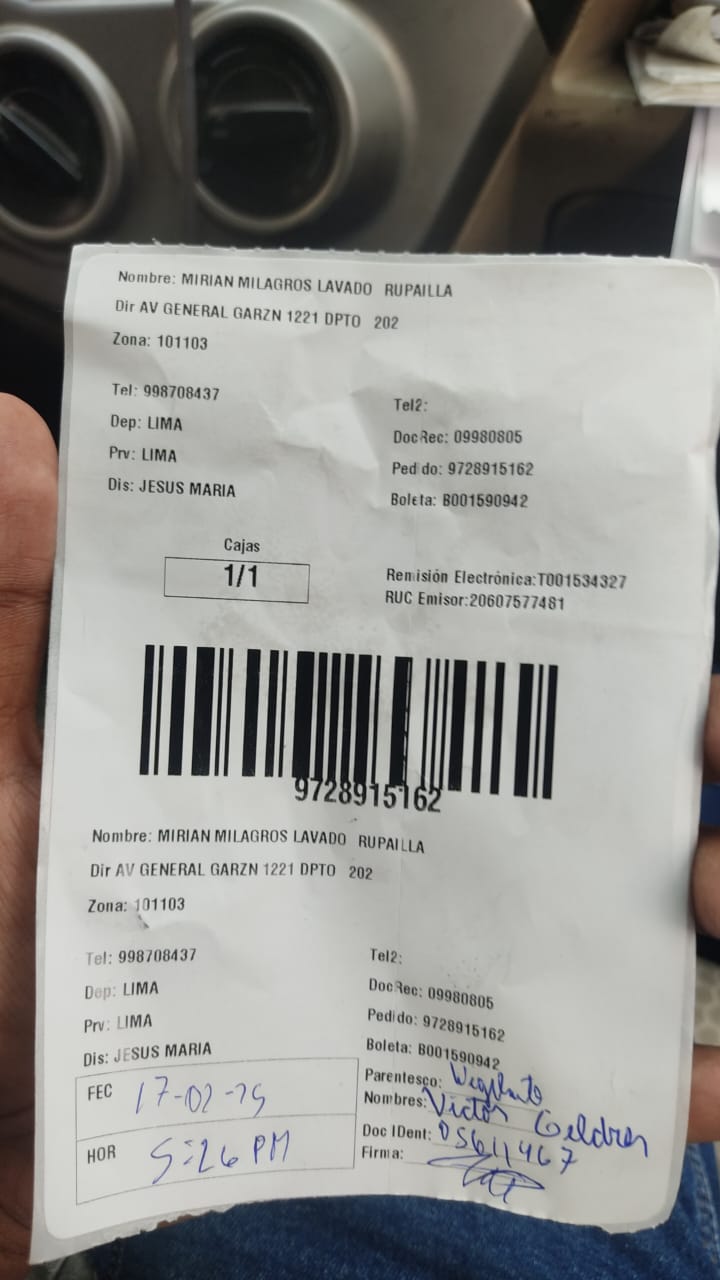 Nombre: MIRIAN MILAGROS LAVADO RUPAILLA
Dir AV GENERAL GARZN 1221 DPTO 202
Zona: 101103
Tel: 998708437
Tel2:
Dep: LIMA
DocRec: 09980805
Prv: LIMA
Pedido: 9728915162
Dis: JESUS MARIA
Boleta: B001590942
Cajas
1/1
Remisión Electrónica:T001534327
RUC Emisor:20607577481
9728915162
Nombre: MIRIAN MILAGROS LAVADO RUPAILLA
Dir AV GENERAL GARZN 1221 DPTO 202
Zona: 101103
Tel: 998708437
Tel2:
Dep: LIMA
DocRec: 09980805
Prv: LIMA
Pedido: 9728915162
Dis: JESUS MARIA
Boleta: B001590942
FEC 17-02-25
Parentesco:
Nombres: Victor Geldres
HOR 5:26 PM
Doc IDent: 05611467
Firma: